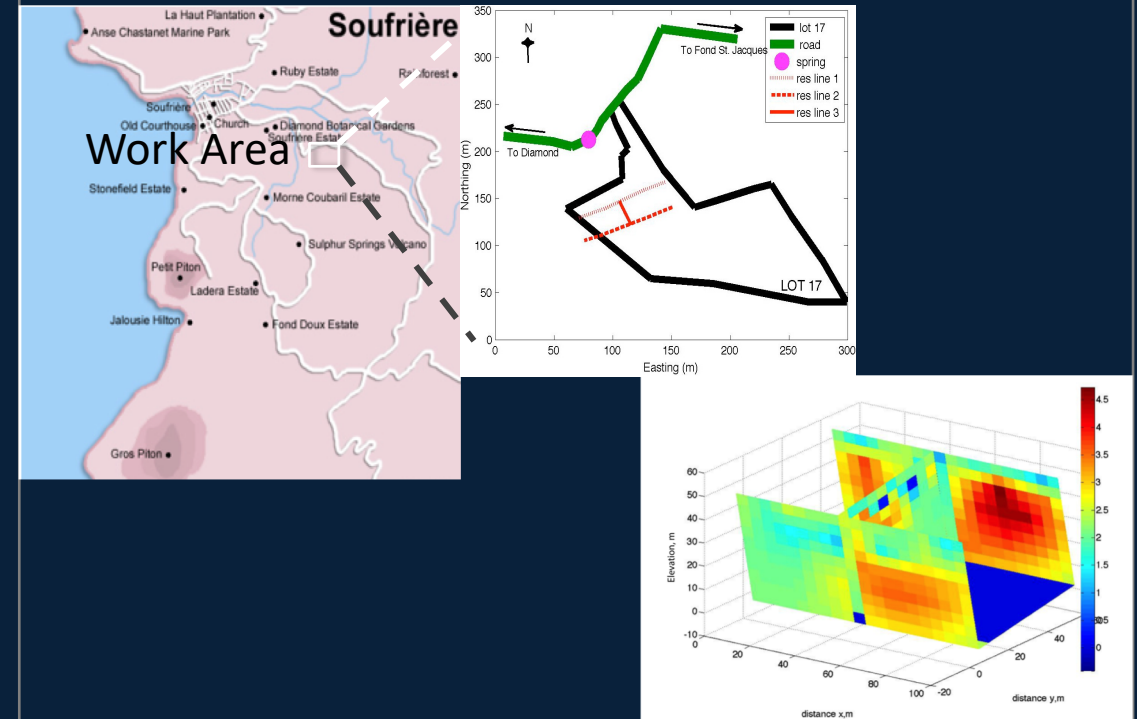 La Haut Plantation
Soufrière
Anse Chastanet Marine Park
Ruby Estate
Rainforest
Soufrière
Old Courthouse
Church
Diamond Botanical Gardens
Soufrière Estate
Work Area
Stonefield Estate
Morne Coubaril Estate
Sulphur Springs Volcano
Petit Piton
Ladera Estate
Jalousie Hilton
Fond Doux Estate
Gros Piton
350
300
250
200
150
100
50
0
Northing (m)
N
To Fond St. Jacques
To Diamond
lot 17
road
spring
res line 1
res line 2
res line 3
LOT 17
0 50 100 150 200 250 300
Easting (m)
60
50
40
30
20
10
0
-10
Elevation, m
0 20 40 60 80 100
distance x,m
-20 0 20 40
distance y,m
4.5
4
3.5
3
2.5
2
1.5
1
0.5
0